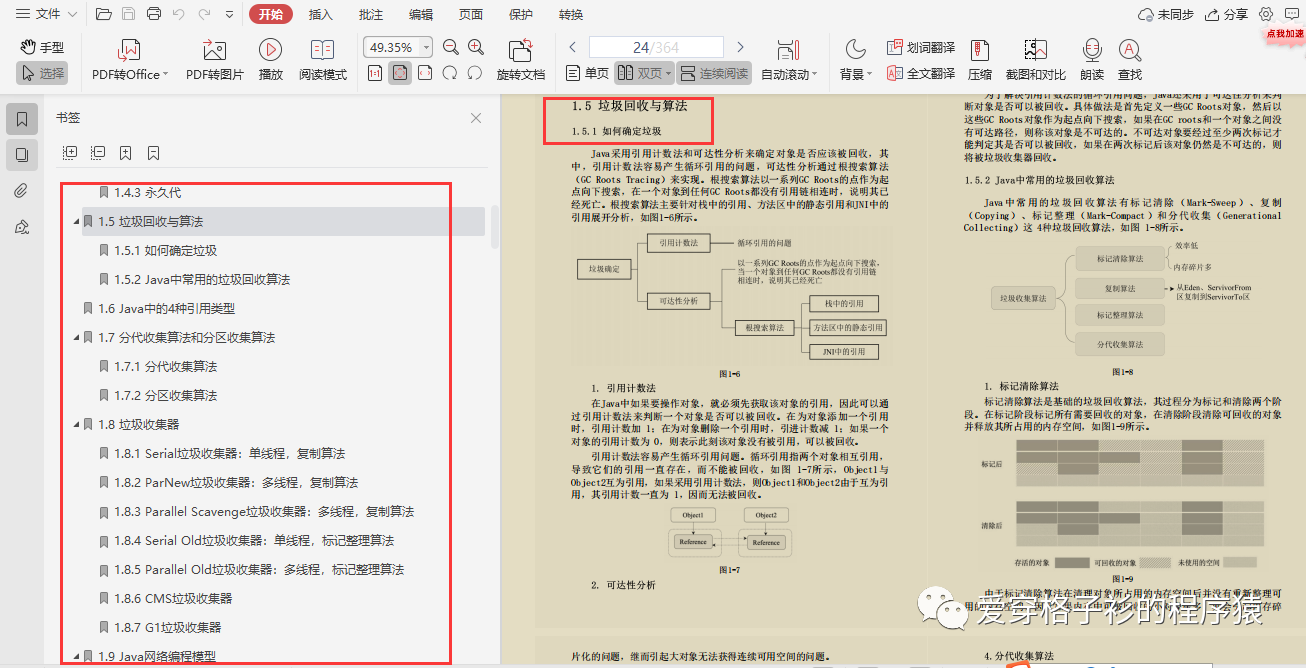 文件
开始
插入
批注
编辑
页面
保护
转换
未同步
分享
点我加速
手型
选择
PDF转Office
PDF转图片
播放
阅读模式
49.35%
1:1
旋转文档
24/364
单页
双页
连续阅读
自动滚动
背景
划词翻译
全文翻译
压缩
截图和对比
朗读
查找
书签
1.4.3 永久代
1.5 垃圾回收与算法
1.5.1 如何确定垃圾
1.5.2 Java中常用的垃圾回收算法
1.6 Java中的4种引用类型
1.7 分代收集算法和分区收集算法
1.7.1 分代收集算法
1.7.2 分区收集算法
1.8 垃圾收集器
1.8.1 Serial垃圾收集器：单线程，复制算法
1.8.2 ParNew垃圾收集器：多线程，复制算法
1.8.3 Parallel Scavenge垃圾收集器：多线程，复制算法
1.8.4 Serial Old垃圾收集器：单线程，标记整理算法
1.8.5 Parallel Old垃圾收集器：多线程，标记整理算法
1.8.6 CMS垃圾收集器
1.8.7 G1垃圾收集器
1.9 Java网络编程模型
1.5 垃圾回收与算法
1.5.1 如何确定垃圾
Java采用引用计数法和可达性分析来确定对象是否应该被回收，其
中，引用计数法容易产生循环引用的问题，可达性分析通过根搜索算法
（GC Roots Tracing）来实现。根搜索算法以一系列GC Roots的点作为起
点向下搜索，在一个对象到任何GC Roots都没有引用链相连时，说明其已
经死亡。根搜索算法主要针对栈中的引用、方法区中的静态引用和JNI中的
引用展开分析，如图1-6所示。
垃圾确定
引用计数法
循环引用的问题
可达性分析
以一系列GC Roots的点作为起点向下搜索，
当一个对象到任何GC Roots都没有引用链
相连时，说明其已经死亡
根搜索算法
栈中的引用
方法区中的静态引用
JNI中的引用
图1-6
1. 引用计数法
在Java中如果要操作对象，就必须先获取该对象的引用，因此可以通
过引用计数法来判断一个对象是否可以被回收。在为对象添加一个引用
时，引用计数加 1；在为对象删除一个引用时，引进计数减 1；如果一个
对象的引用计数为 0，则表示此刻该对象没有被引用，可以被回收。
引用计数法容易产生循环引用问题。循环引用指两个对象相互引用，
导致它们的引用一直存在，而不能被回收，如图 1-7所示，Object1与
Object2互为引用，如果采用引用计数法，则Object1和Object2由于互为引
用，其引用计数一直为 1，因而无法被回收。
Object1
Object2
Reference
Reference
图1-7
2. 可达性分析
为了解决引用计数法的循环引用问题，Java还采用了可达性分析来判
断对象是否可以被回收。具体做法是首先定义一些GC Roots对象，然后以
这些GC Roots对象作为起点向下搜索，如果在GC roots和一个对象之间没
有可达路径，则称该对象是不可达的。不可达对象要经过至少两次标记才
能判定其是否可以被回收，如果在两次标记后该对象仍然是不可达的，则
将被垃圾收集器回收。
1.5.2 Java中常用的垃圾回收算法
Java中常用的垃圾回收算法有标记清除（Mark-Sweep）、复制
（Copying）、标记整理（Mark-Compact）和分代收集（Generational
Collecting）这 4种垃圾回收算法，如图 1-8所示。
垃圾收集算法
标记清除算法
效率低
内存碎片多
复制算法
从Eden、ServivorFrom
区复制到ServivorTo区
标记整理算法
分代收集算法
图1-8
1. 标记清除算法
标记清除算法是基础的垃圾回收算法，其过程分为标记和清除两个阶
段。在标记阶段标记所有需要回收的对象，在清除阶段清除可回收的对象
并释放其所占用的内存空间，如图1-9所示。
标记后
清除后
存活的对象
可回收的对象
未使用的空间
图1-9
由于标记清除算法在清理对象所占用的内存空间后并没有重新整理可
爱穿格子衫的程序猿
片化的问题，继而引起大对象无法获得连续可用空间的问题。
4.分代收集算法